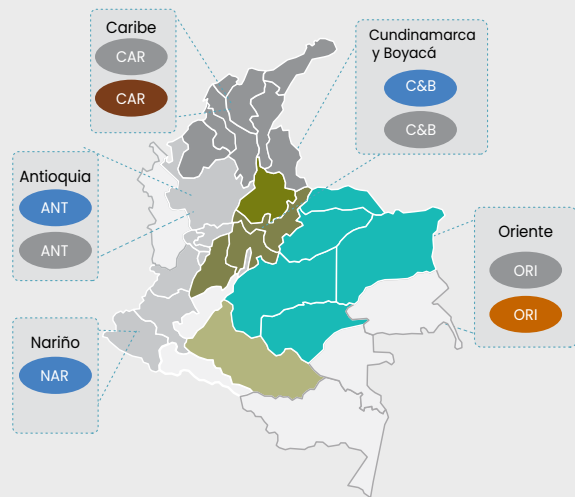 Caribe
CAR
CAR
Cundinamarca
y Boyacá
C&B
C&B
Antioquia
ANT
ANT
Oriente
ORI
ORI
Nariño
NAR